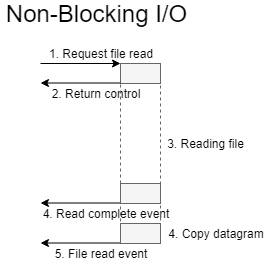 Non-Blocking I/O
1. Request file read
2. Return control
3. Reading file
4. Read complete event
4. Copy datagram
5. File read event